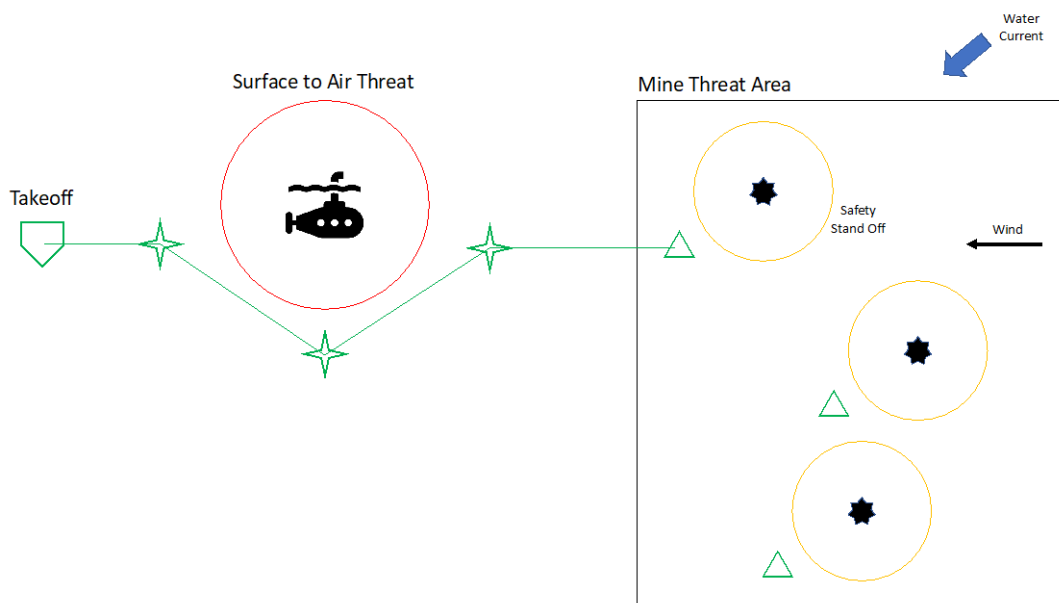 Water
Current
Surface to Air Threat
Mine Threat Area
Takeoff
Safety
Stand Off
Wind